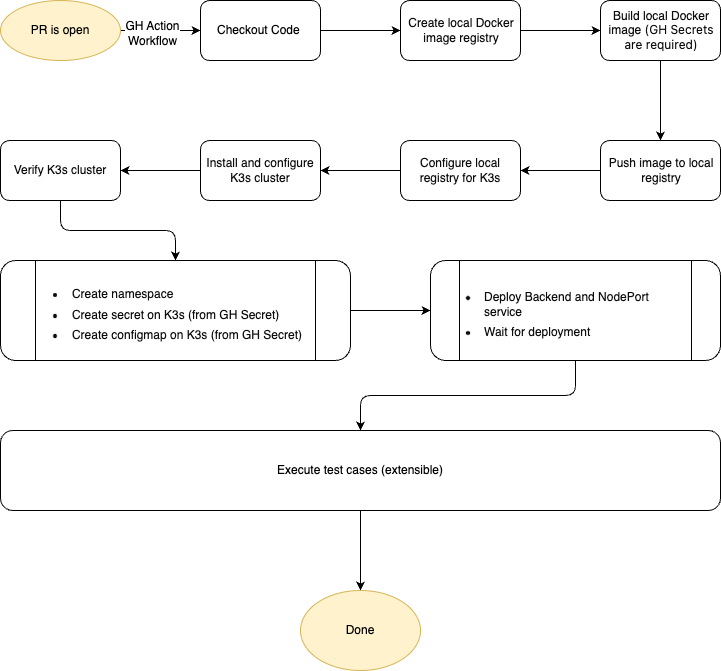 PR is open
GH Action
Workflow
Checkout Code
Create local Docker
image registry
Build local Docker
image (GH Secrets
are required)
Push image to local
registry
Configure local
registry for K3s
Install and configure
K3s cluster
Verify K3s cluster
• Create namespace
• Create secret on K3s (from GH Secret)
• Create configmap on K3s (from GH Secret)
• Deploy Backend and NodePort
service
• Wait for deployment
Execute test cases (extensible)
Done